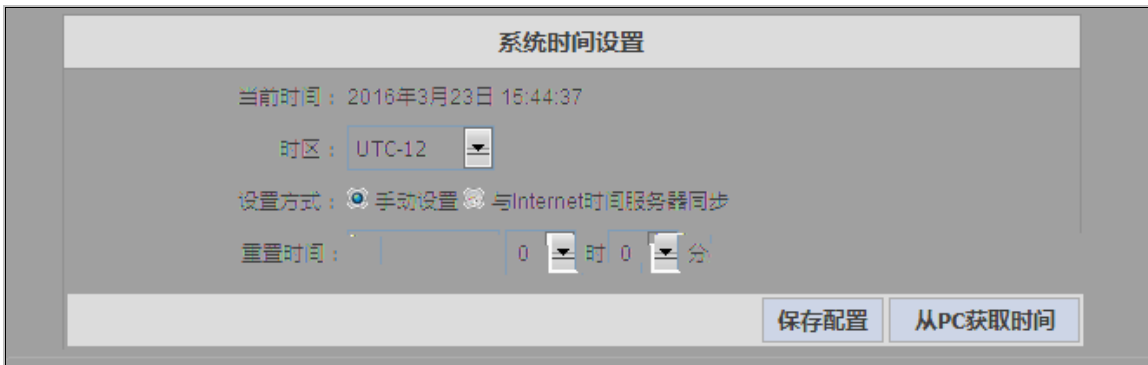 系统时间设置
当前时间： 2016年3月23日 15:44:37
时区： UTC-12
设置方式： 手动设置 与Internet时间服务器同步
重置时间： 0 时 0 分
保存配置 从PC获取时间